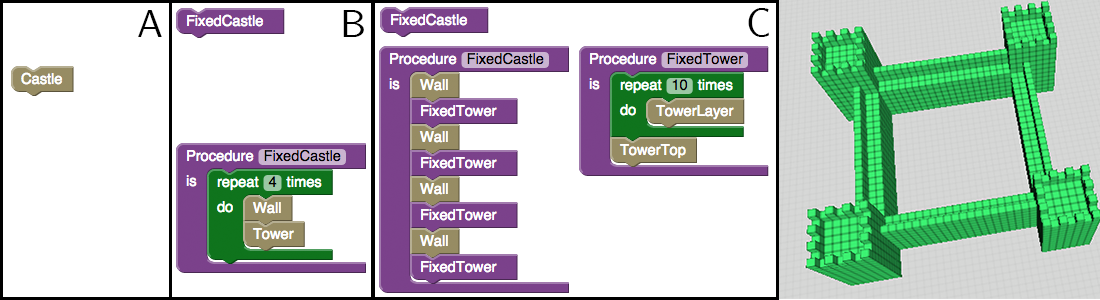 A
Castle
B
FixedCastle
Procedure FixedCastle
is repeat 4 times
do Wall
Tower
C
FixedCastle
Procedure FixedCastle
is Wall
FixedTower
Wall
FixedTower
Wall
FixedTower
Wall
FixedTower
Procedure FixedTower
is repeat 10 times
do TowerLayer
TowerTop